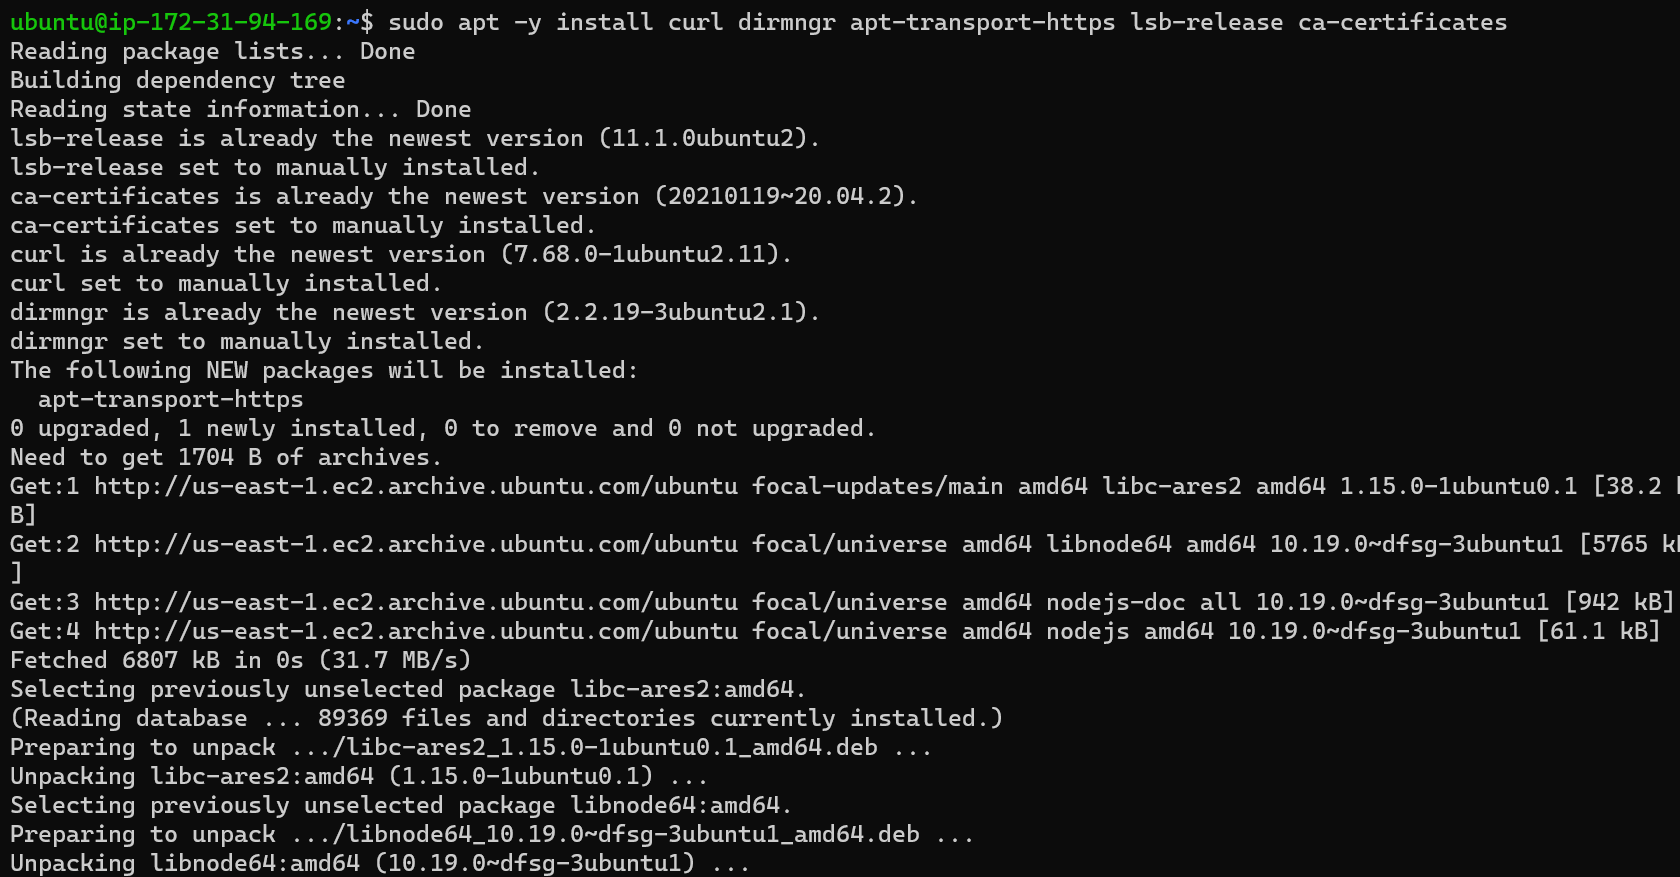 ubuntu@ip-172-31-94-169:~$ sudo apt -y install curl dirmngr apt-transport-https lsb-release ca-certificates
Reading package lists... Done
Building dependency tree
Reading state information... Done
lsb-release is already the newest version (11.1.0ubuntu2).
lsb-release set to manually installed.
ca-certificates is already the newest version (20210119~20.04.2).
ca-certificates set to manually installed.
curl is already the newest version (7.68.0-1ubuntu2.11).
curl set to manually installed.
dirmngr is already the newest version (2.2.19-3ubuntu2.1).
dirmngr set to manually installed.
The following NEW packages will be installed:
  apt-transport-https
0 upgraded, 1 newly installed, 0 to remove and 0 not upgraded.
Need to get 1704 B of archives.
Get:1 http://us-east-1.ec2.archive.ubuntu.com/ubuntu focal-updates/main amd64 libc-ares2 amd64 1.15.0-1ubuntu0.1 [38.2 k
B]
Get:2 http://us-east-1.ec2.archive.ubuntu.com/ubuntu focal/universe amd64 libnode64 amd64 10.19.0~dfsg-3ubuntu1 [5765 kB
]
Get:3 http://us-east-1.ec2.archive.ubuntu.com/ubuntu focal/universe amd64 nodejs-doc all 10.19.0~dfsg-3ubuntu1 [942 kB]
Get:4 http://us-east-1.ec2.archive.ubuntu.com/ubuntu focal/universe amd64 nodejs amd64 10.19.0~dfsg-3ubuntu1 [61.1 kB]
Fetched 6807 kB in 0s (31.7 MB/s)
Selecting previously unselected package libc-ares2:amd64.
(Reading database ... 89369 files and directories currently installed.)
Preparing to unpack .../libc-ares2_1.15.0-1ubuntu0.1_amd64.deb ...
Unpacking libc-ares2:amd64 (1.15.0-1ubuntu0.1) ...
Selecting previously unselected package libnode64:amd64.
Preparing to unpack .../libnode64_10.19.0~dfsg-3ubuntu1_amd64.deb ...
Unpacking libnode64:amd64 (10.19.0~dfsg-3ubuntu1) ...